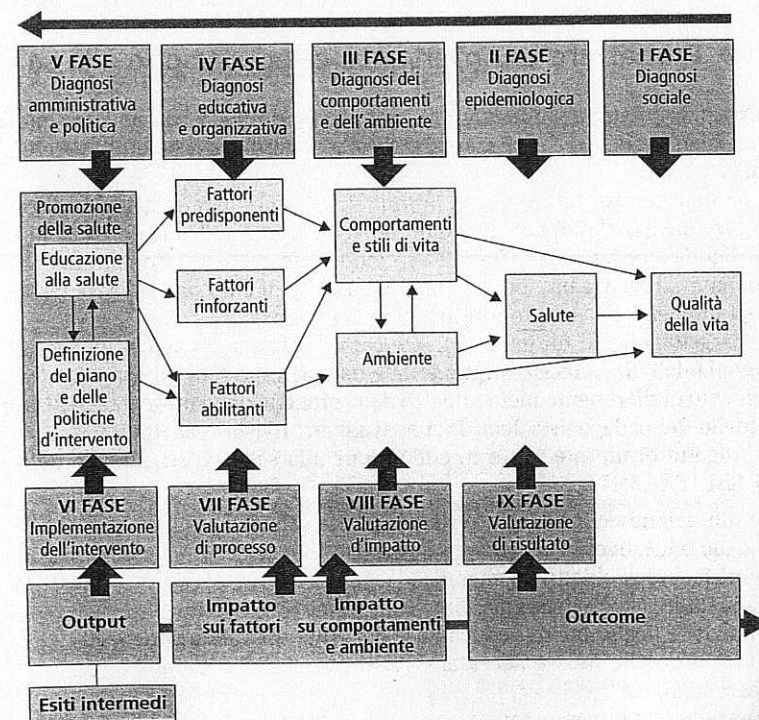 V FASE
Diagnosi
amministrativa
e politica
IV FASE
Diagnosi
educativa
e organizzativa
III FASE
Diagnosi dei
comportamenti
e dell'ambiente
II FASE
Diagnosi
epidemiologica
I FASE
Diagnosi
sociale
Promozione
della salute
Educazione
alla salute
Definizione
del piano
e delle
politiche
d'intervento
Fattori
predisponenti
Fattori
rinforzanti
Fattori
abilitanti
Comportamenti
e stili di vita
Ambiente
Salute
Qualità
della vita
VI FASE
Implementazione
dell'intervento
VII FASE
Valutazione
di processo
VIII FASE
Valutazione
d'impatto
IX FASE
Valutazione
di risultato
Output
Impatto
sui fattori
Impatto
su comportamenti
e ambiente
Outcome
Esiti intermedi